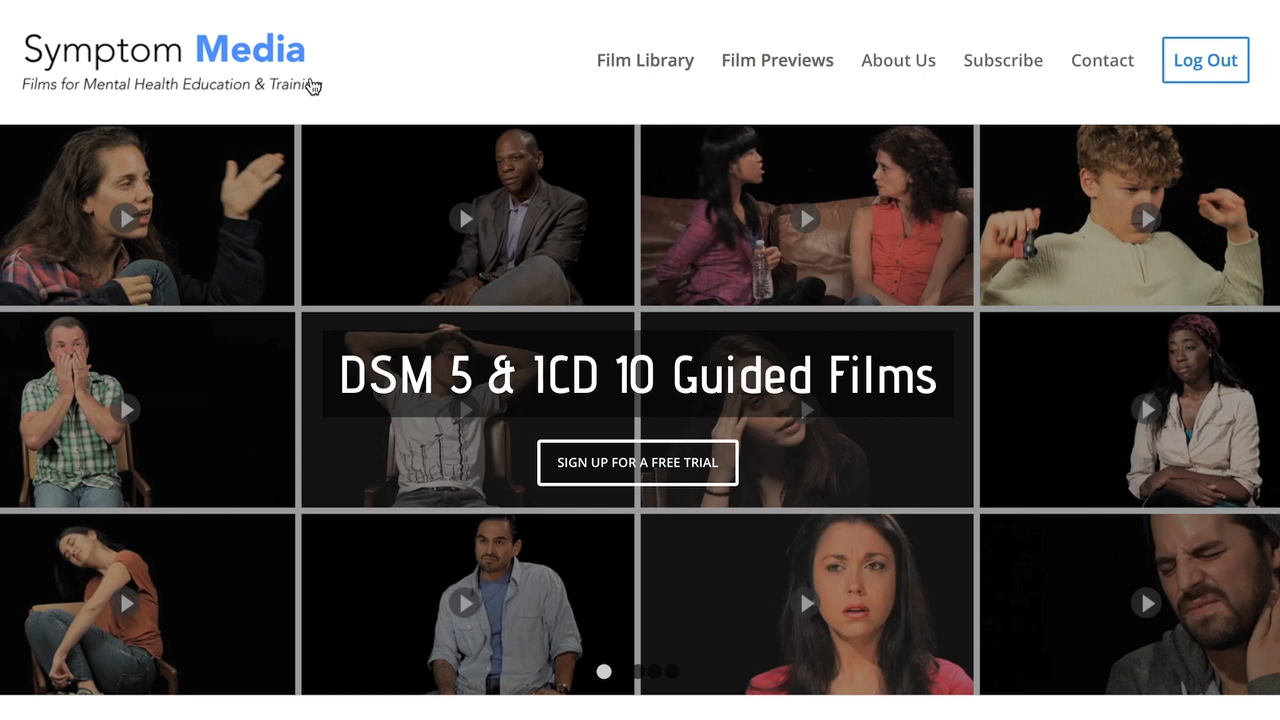 Symptom Media
Films for Mental Health Education & Training
Film Library
Film Previews
About Us
Subscribe
Contact
Log Out
DSM 5 & ICD 10 Guided Films
SIGN UP FOR A FREE TRIAL